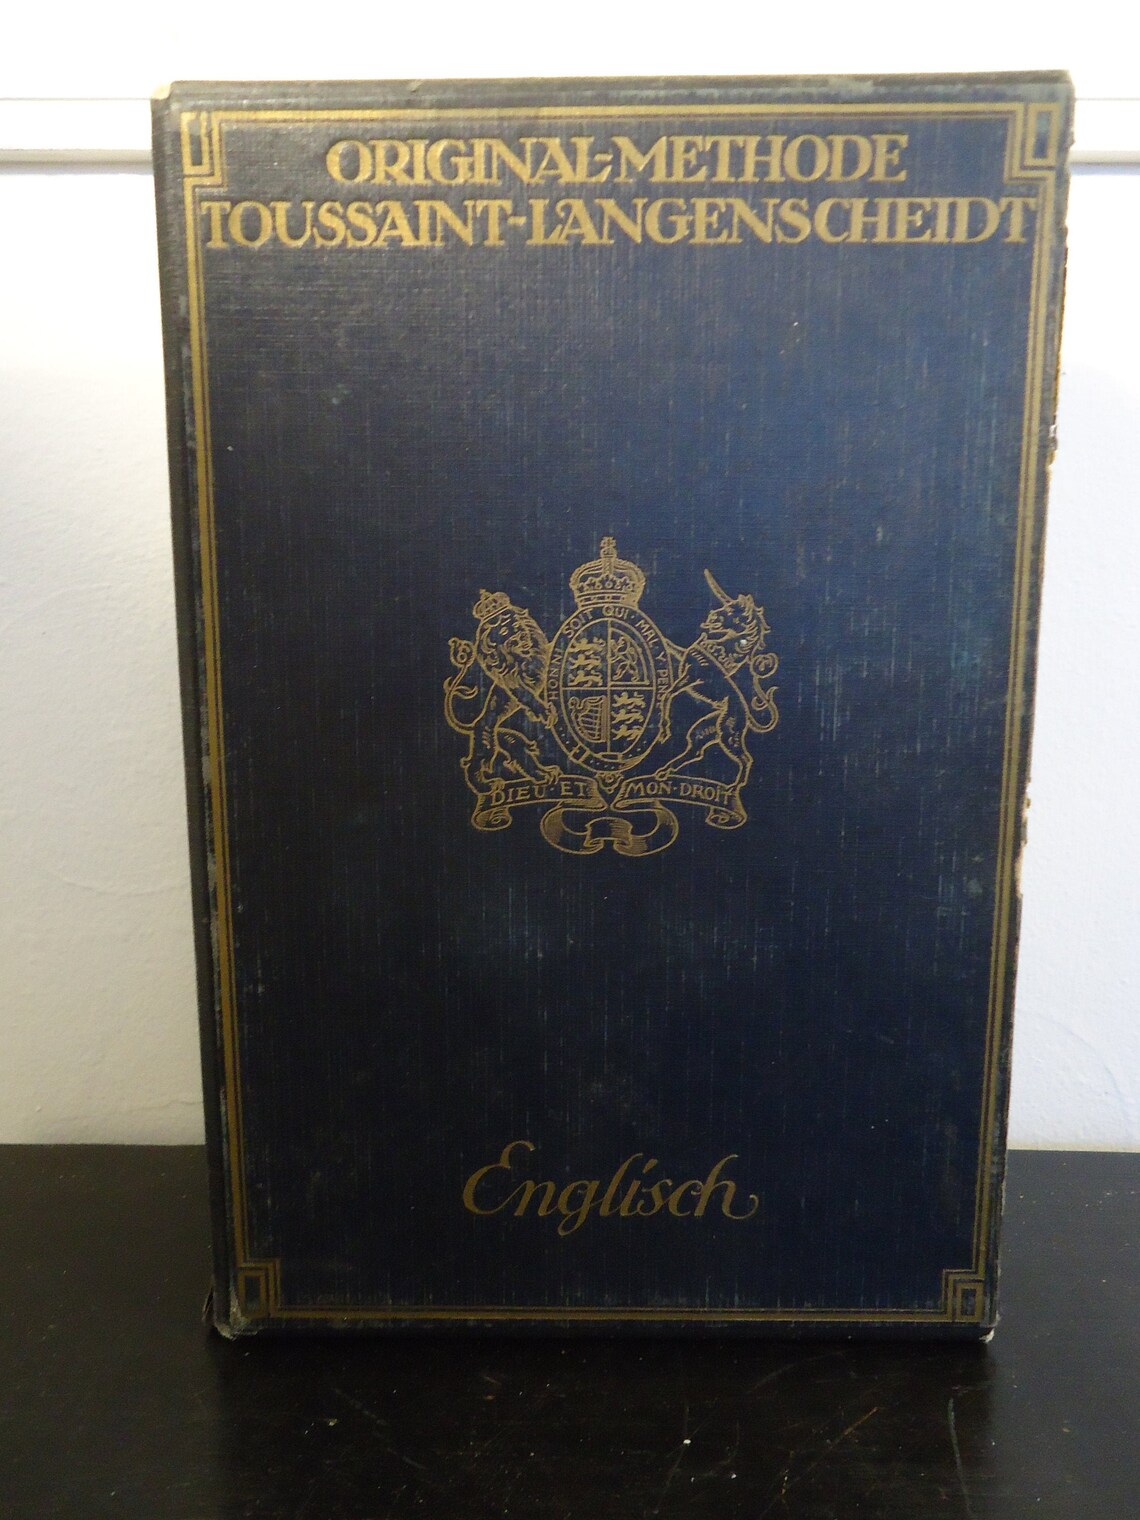 ORIGINAL-METHODE
TOUSSAINT-LANGENSCHEIDT
HONI · SOIT QUI · MAL · Y PENSE
DIEU · ET MON · DROIT
Englisch